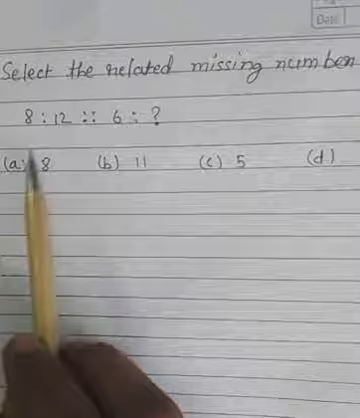 Date
Select the related missing number
8 : 12 :: 6 : ?
(a) 8 (b) 11 (c) 5 (d)